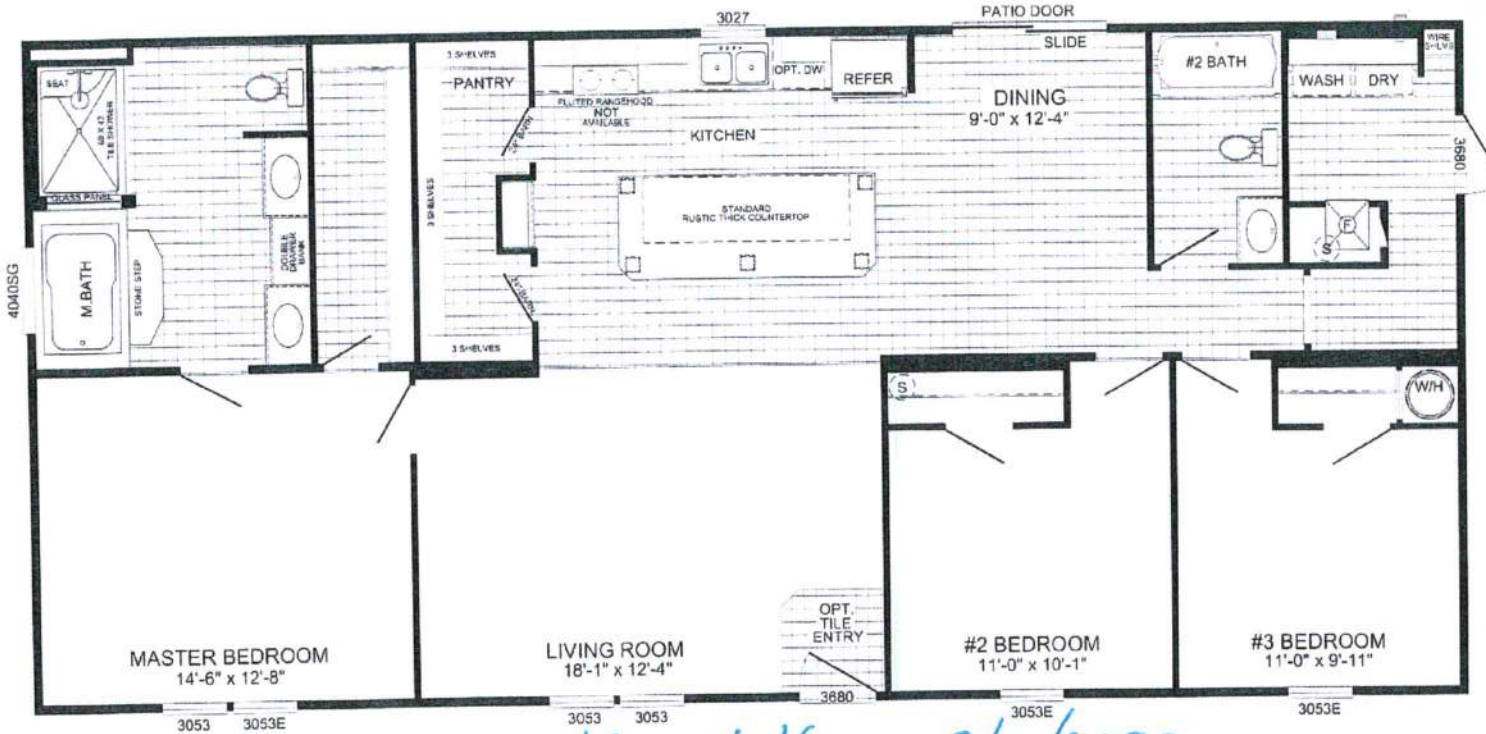 3027
PATIO DOOR
SLIDE
3 SHELVES
PANTRY
OPT. DW
REFER
#2 BATH
WIRE
SHLVS
WASH
DRY
SEAT
TILE SHOWER
GLASS PANEL
FLUTED RANGEHOOD
NOT
AVAILABLE
KITCHEN
DINING
9'-0" x 12'-4"
3680
3 SHELVES
STANDARD
RUSTIC THICK COUNTERTOP
4040SG
M.BATH
STONE STEP
DOUBLE
DRAWER
BANK
F
S
3 SHELVES
S
W/H
MASTER BEDROOM
14'-6" x 12'-8"
LIVING ROOM
18'-1" x 12'-4"
OPT.
TILE
ENTRY
#2 BEDROOM
11'-0" x 10'-1"
#3 BEDROOM
11'-0" x 9'-11"
3053
3053E
3053
3053
3680
3053E
3053E